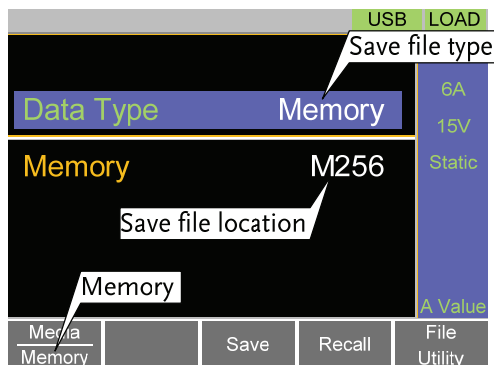 USB LOAD
Save file type
Data Type Memory
6A
15V
Memory M256
Static
Save file location
Memory
A Value
Media
Memory
Save
Recall
File
Utility